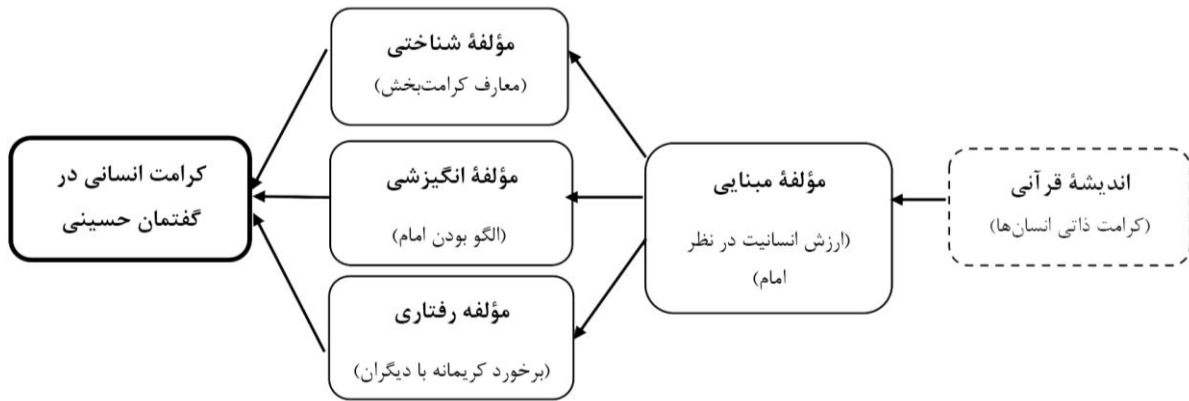 اندیشهٔ قرآنی
(کرامت ذاتی انسان‌ها)
مؤلفهٔ مبنایی
(ارزش انسانیت در نظر
امام)
مؤلفهٔ شناختی
(معارف کرامت‌بخش)
مؤلفهٔ انگیزشی
(الگو بودن امام)
مؤلفه رفتاری
(برخورد کریمانه با دیگران)
کرامت انسانی در
گفتمان حسینی